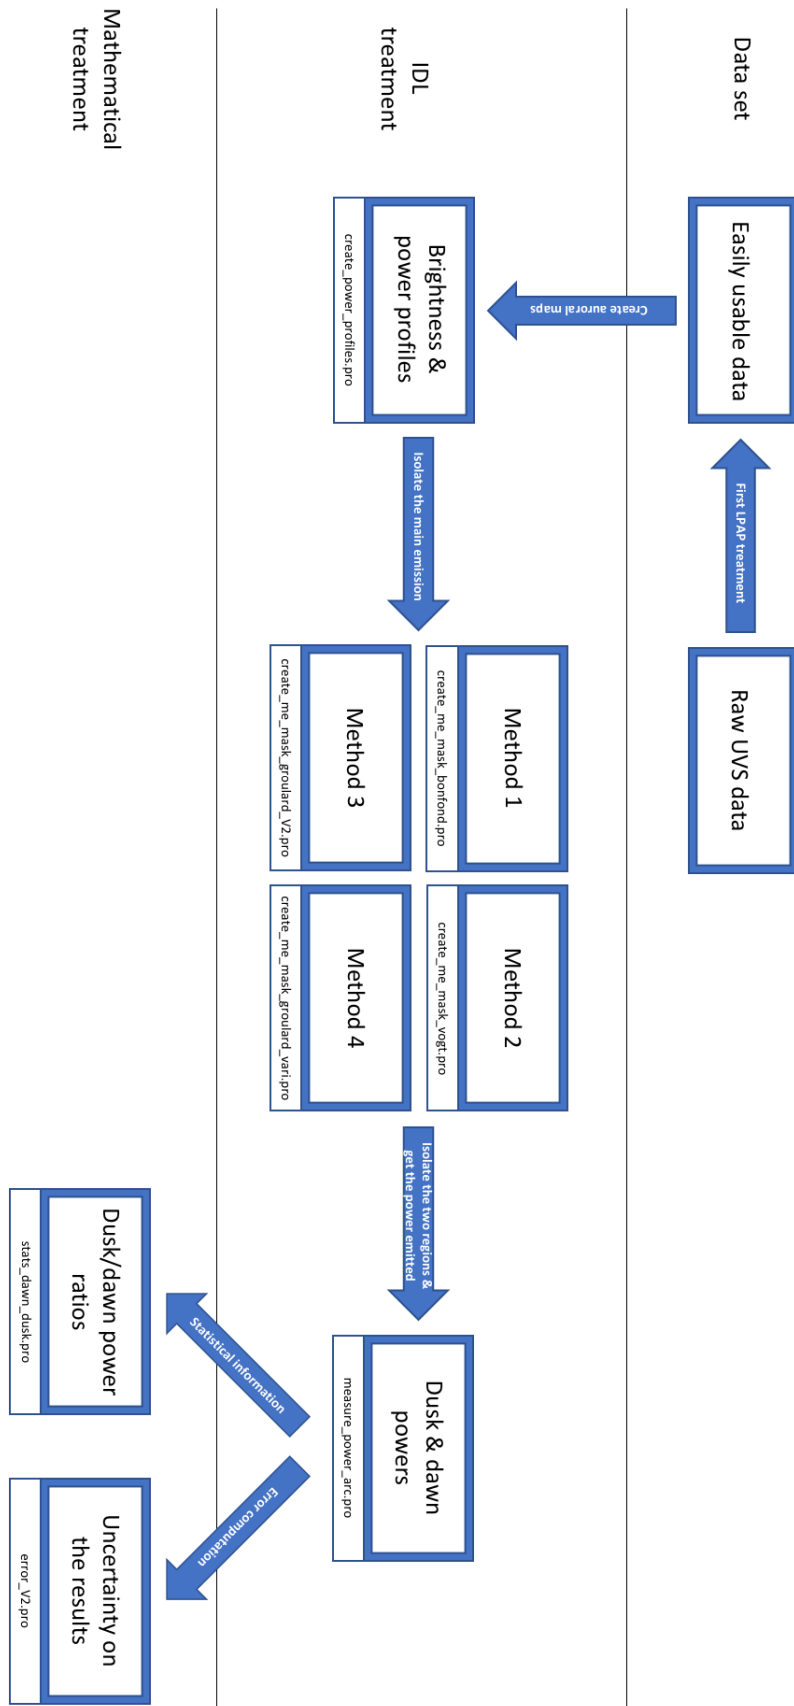 Data set
Easily usable data
First LPAP treatment
Raw UVS data
Create auroral maps
IDL
treatment
Brightness &
power profiles
create_power_profiles.pro
Isolate the main emission
Method 1
create_me_mask_bonfond.pro
Method 2
create_me_mask_vogt.pro
Method 3
create_me_mask_groulard_V2.pro
Method 4
create_me_mask_groulard_vari.pro
Isolate the two regions &
get the power emitted
Dusk & dawn
powers
measure_power_arc.pro
Statistical information
Error computation
Mathematical
treatment
Dusk/dawn power
ratios
stats_dawn_dusk.pro
Uncertainty on
the results
error_V2.pro